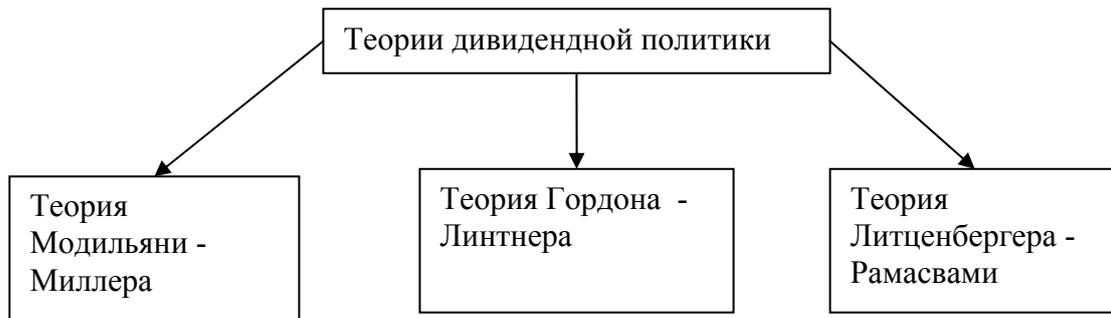 Теории дивидендной политики
Теория
Модильяни -
Миллера
Теория Гордона -
Линтнера
Теория
Литценбергера -
Рамасвами